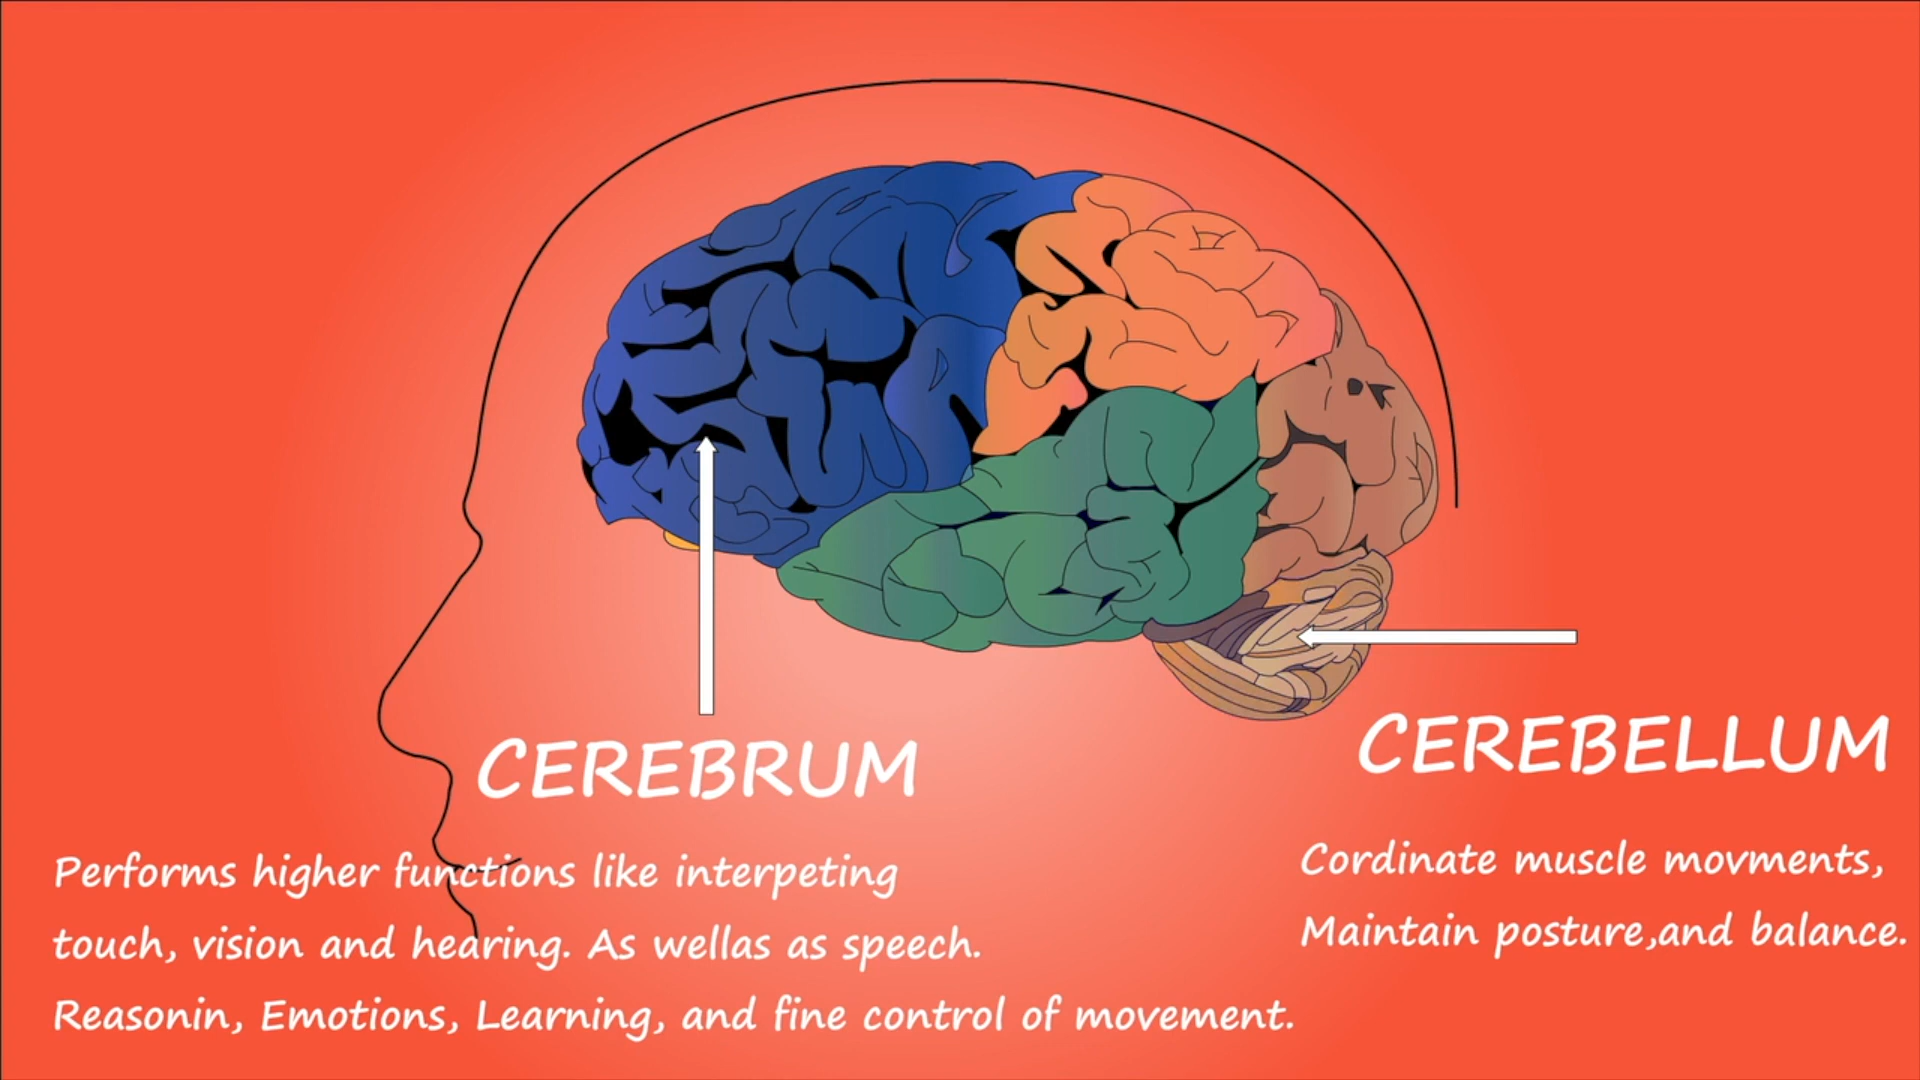 CEREBRUM
Performs higher functions like interpeting
touch, vision and hearing. As wellas as speech.
Reasonin, Emotions, Learning, and fine control of movement.
CEREBELLUM
Cordinate muscle movments,
Maintain posture,and balance.